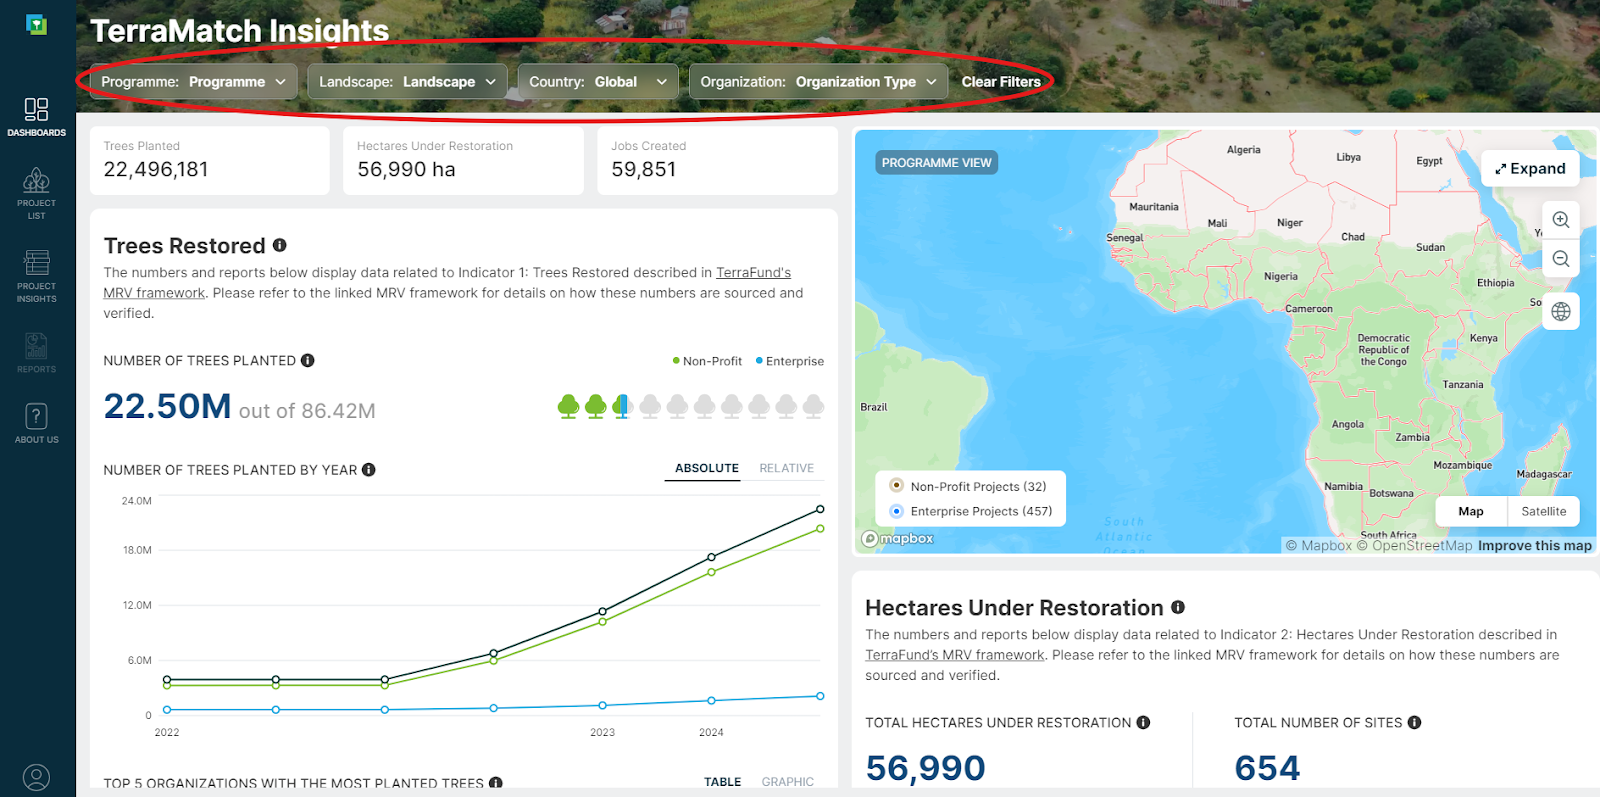 TerraMatch Insights
Programme: Programme
Landscape: Landscape
Country: Global
Organization: Organization Type
Clear Filters
DASHBOARDS
PROJECT
LIST
PROJECT
INSIGHTS
REPORTS
ABOUT US
Trees Planted
22,496,181
Hectares Under Restoration
56,990 ha
Jobs Created
59,851
Trees Restored
The numbers and reports below display data related to Indicator 1: Trees Restored described in TerraFund's
MRV framework. Please refer to the linked MRV framework for details on how these numbers are sourced and
verified.
NUMBER OF TREES PLANTED
Non-Profit
Enterprise
22.50M out of 86.42M
NUMBER OF TREES PLANTED BY YEAR
ABSOLUTE
RELATIVE
24.0M
18.0M
12.0M
6.0M
0
2022
2023
2024
TOP 5 ORGANIZATIONS WITH THE MOST PLANTED TREES
TABLE
GRAPHIC
PROGRAMME VIEW
Expand
Algeria
Libya
Egypt
Mauritania
Mali
Niger
Chad
Sudan
Senegal
Nigeria
Ethiopia
So
Cameroon
Democratic
Republic of
the Congo
Kenya
Tanzania
Brazil
Angola
Zambia
Mozambique
Madagascar
Namibia
Botswana
South Africa
South
Atlantic
Ocean
Non-Profit Projects (32)
Enterprise Projects (457)
Map
Satellite
mapbox
© Mapbox © OpenStreetMap Improve this map
Hectares Under Restoration
The numbers and reports below display data related to Indicator 2: Hectares Under Restoration described in
TerraFund's MRV framework. Please refer to the linked MRV framework for details on how these numbers are
sourced and verified.
TOTAL HECTARES UNDER RESTORATION
56,990
TOTAL NUMBER OF SITES
654